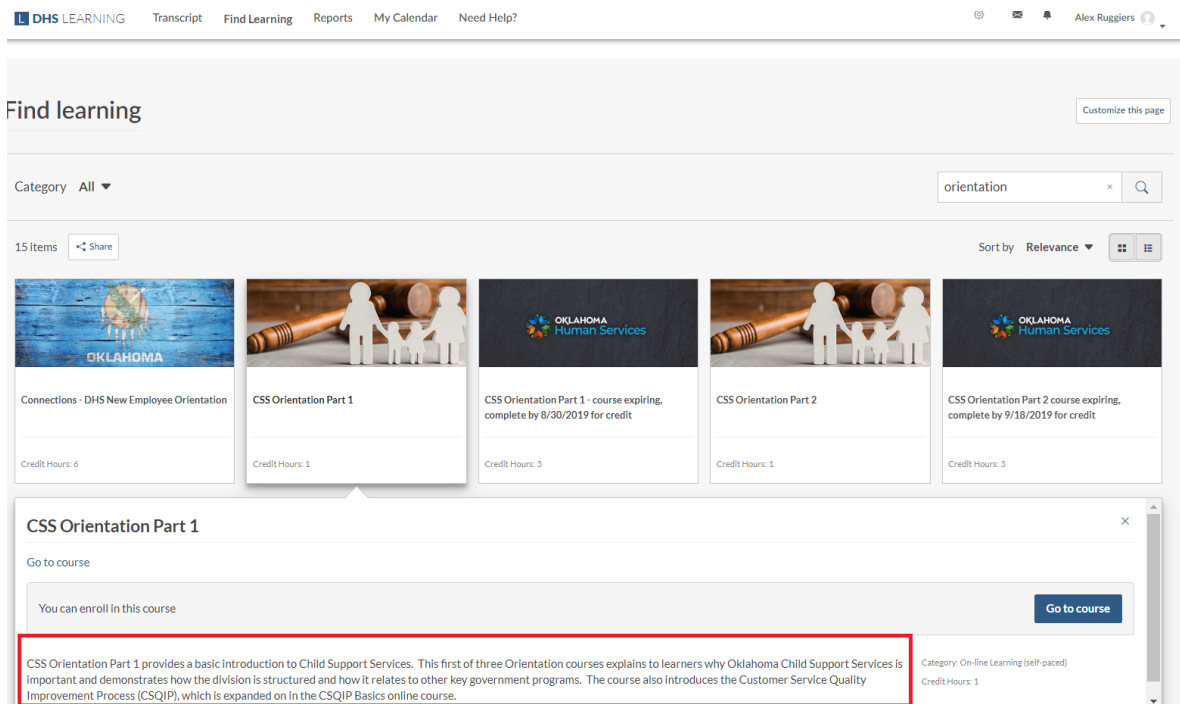 L DHS LEARNING Transcript Find Learning Reports My Calendar Need Help? Alex Ruggiers
Find learning
Customize this page
Category All
orientation ×
15 items Share
Sort by Relevance
OKLAHOMA
OKLAHOMA
Human Services
OKLAHOMA
Human Services
Connections - DHS New Employee Orientation
Credit Hours: 6
CSS Orientation Part 1
Credit Hours: 1
CSS Orientation Part 1 - course expiring,
complete by 8/30/2019 for credit
Credit Hours: 3
CSS Orientation Part 2
Credit Hours: 1
CSS Orientation Part 2 course expiring,
complete by 9/18/2019 for credit
Credit Hours: 3
CSS Orientation Part 1 ×
Go to course
You can enroll in this course
Go to course
CSS Orientation Part 1 provides a basic introduction to Child Support Services. This first of three Orientation courses explains to learners why Oklahoma Child Support Services is
important and demonstrates how the division is structured and how it relates to other key government programs. The course also introduces the Customer Service Quality
Improvement Process (CSQIP), which is expanded on in the CSQIP Basics online course.
Category: On-line Learning (self-paced)
Credit Hours: 1